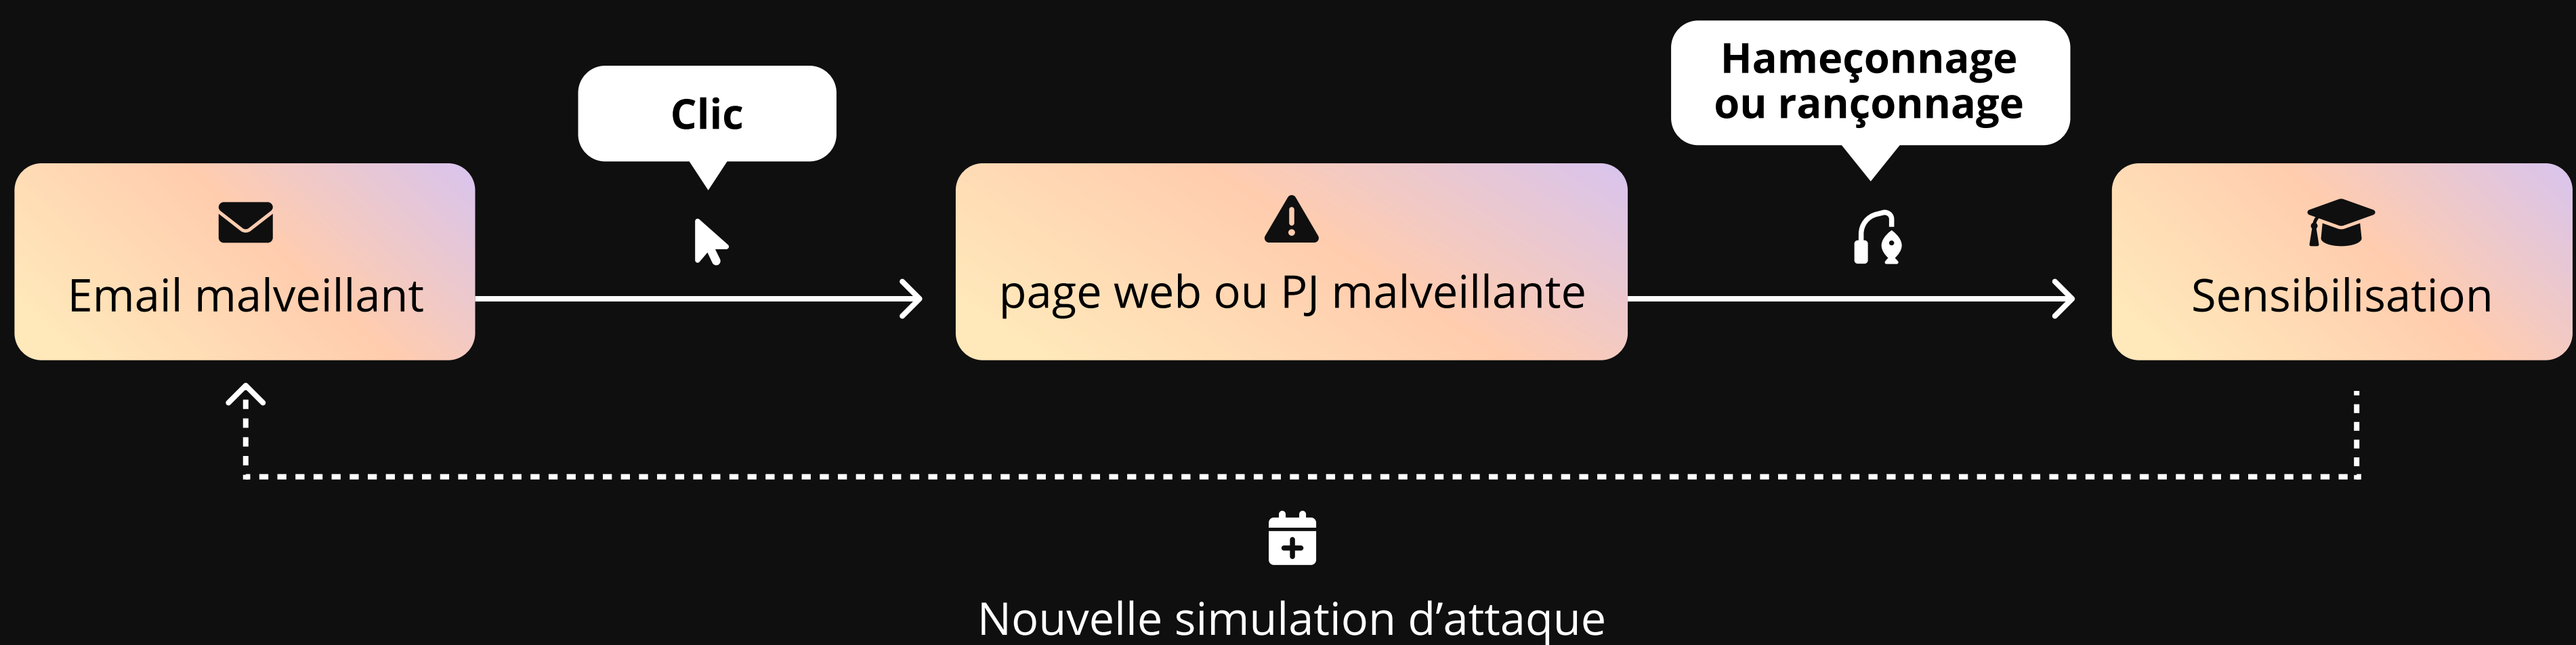 Clic
Hameçonnage
ou rançonnage
Email malveillant
page web ou PJ malveillante
Sensibilisation
Nouvelle simulation d’attaque